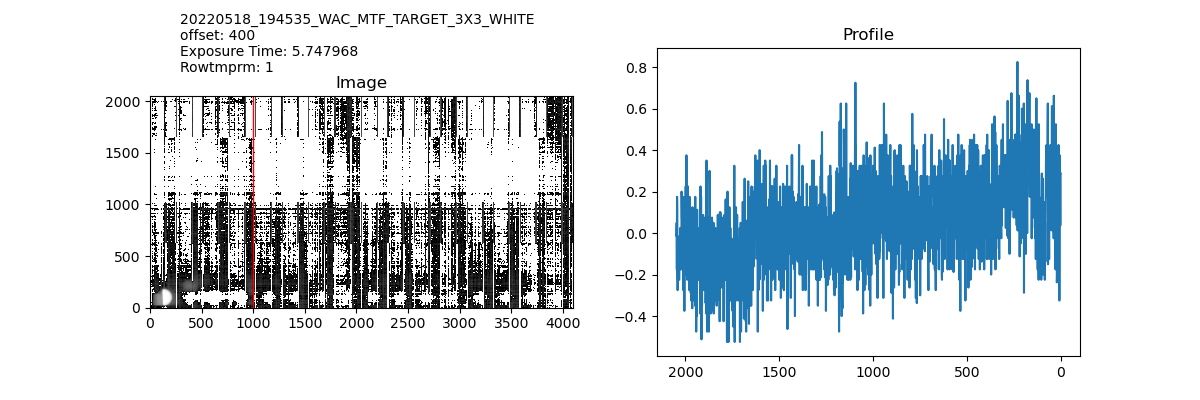 20220518_194535_WAC_MTF_TARGET_3X3_WHITE
offset: 400
Exposure Time: 5.747968
Rowtmprm: 1
Image
2000
1500
1000
500
0
0 500 1000 1500 2000 2500 3000 3500 4000
Profile
0.8
0.6
0.4
0.2
0.0
−0.2
−0.4
2000 1500 1000 500 0